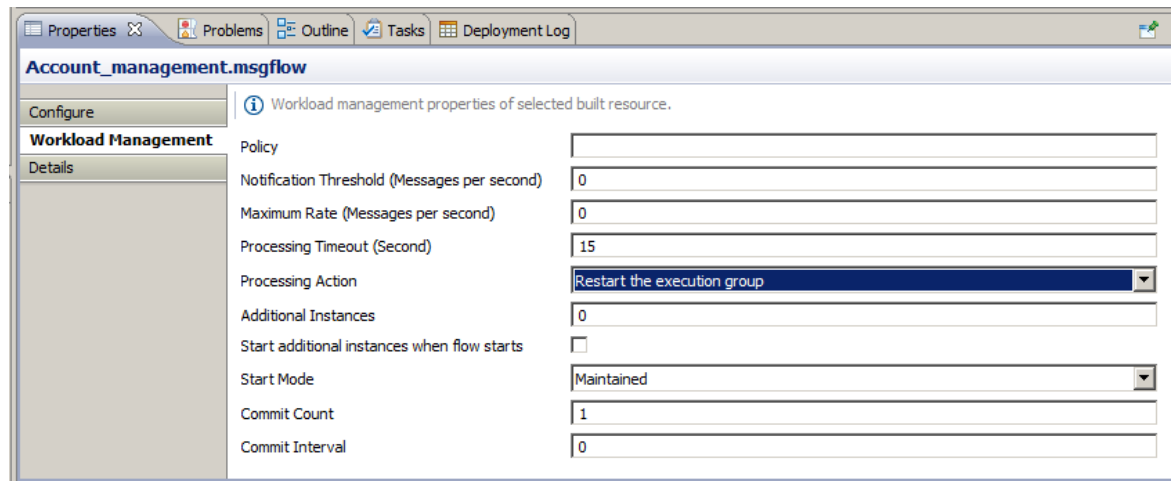 Properties Problems Outline Tasks Deployment Log
Account_management.msgflow
Configure
Workload Management
Details
Workload management properties of selected built resource.
Policy
Notification Threshold (Messages per second) 0
Maximum Rate (Messages per second) 0
Processing Timeout (Second) 15
Processing Action Restart the execution group
Additional Instances 0
Start additional instances when flow starts
Start Mode Maintained
Commit Count 1
Commit Interval 0